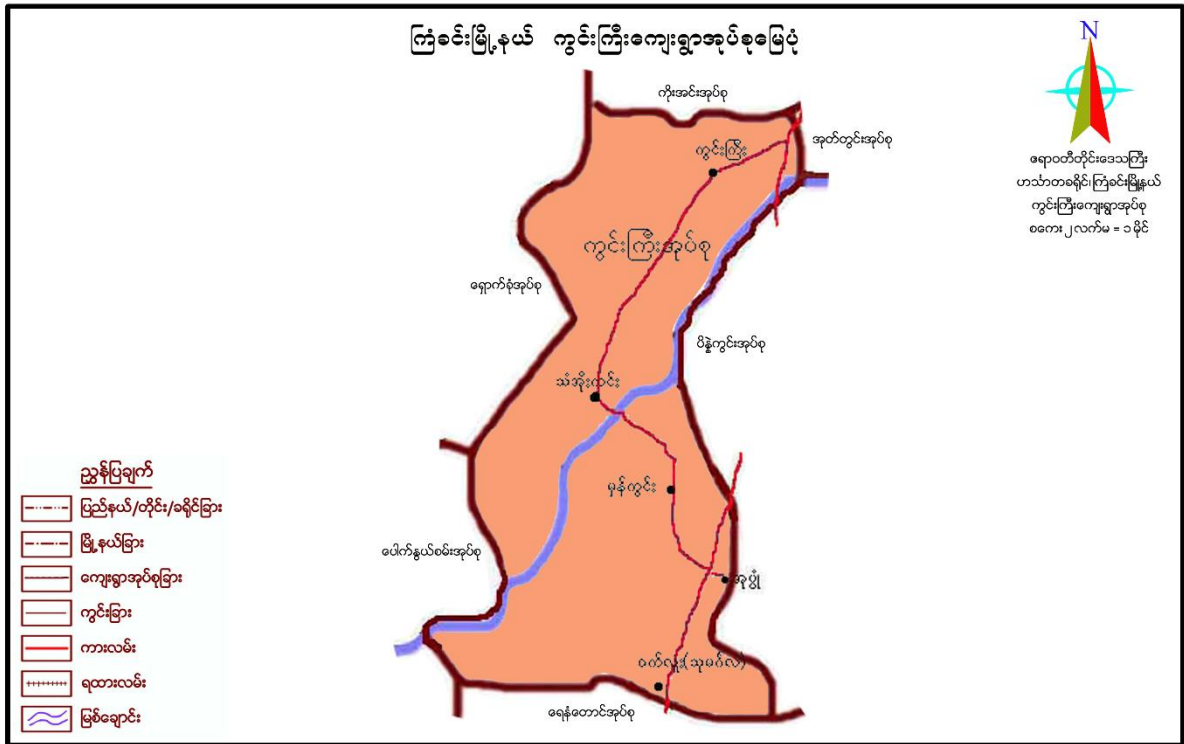 ကြံခင်းမြို့နယ် ကွင်းကြီးကျေးရွာအုပ်စုမြေပုံ
N
ဧရာဝတီတိုင်းဒေသကြီး
ဟင်္သာတခရိုင်၊ကြံခင်းမြို့နယ်
ကွင်းကြီးကျေးရွာအုပ်စု
စကေး ၂ လက်မ = ၁ မိုင်
ကိုးအင်းအုပ်စု
အုတ်တွင်းအုပ်စု
ကွင်းကြီး
ကွင်းကြီးအုပ်စု
ရှောက်ခုံအုပ်စု
ပိန္နဲကွင်းအုပ်စု
သံအိုးကင်း
မှန်ကွင်း
ပေါက်နွယ်စမ်းအုပ်စု
အုပ္ပုံ
ဝက်လူး(သုမင်္ဂလ)
ရေနံတောင်အုပ်စု
ညွှန်ပြချက်
ပြည်နယ်/တိုင်း/ခရိုင်ခြား
မြို့နယ်ခြား
ကျေးရွာအုပ်စုခြား
ကွင်းခြား
ကားလမ်း
ရထားလမ်း
မြစ်ချောင်း